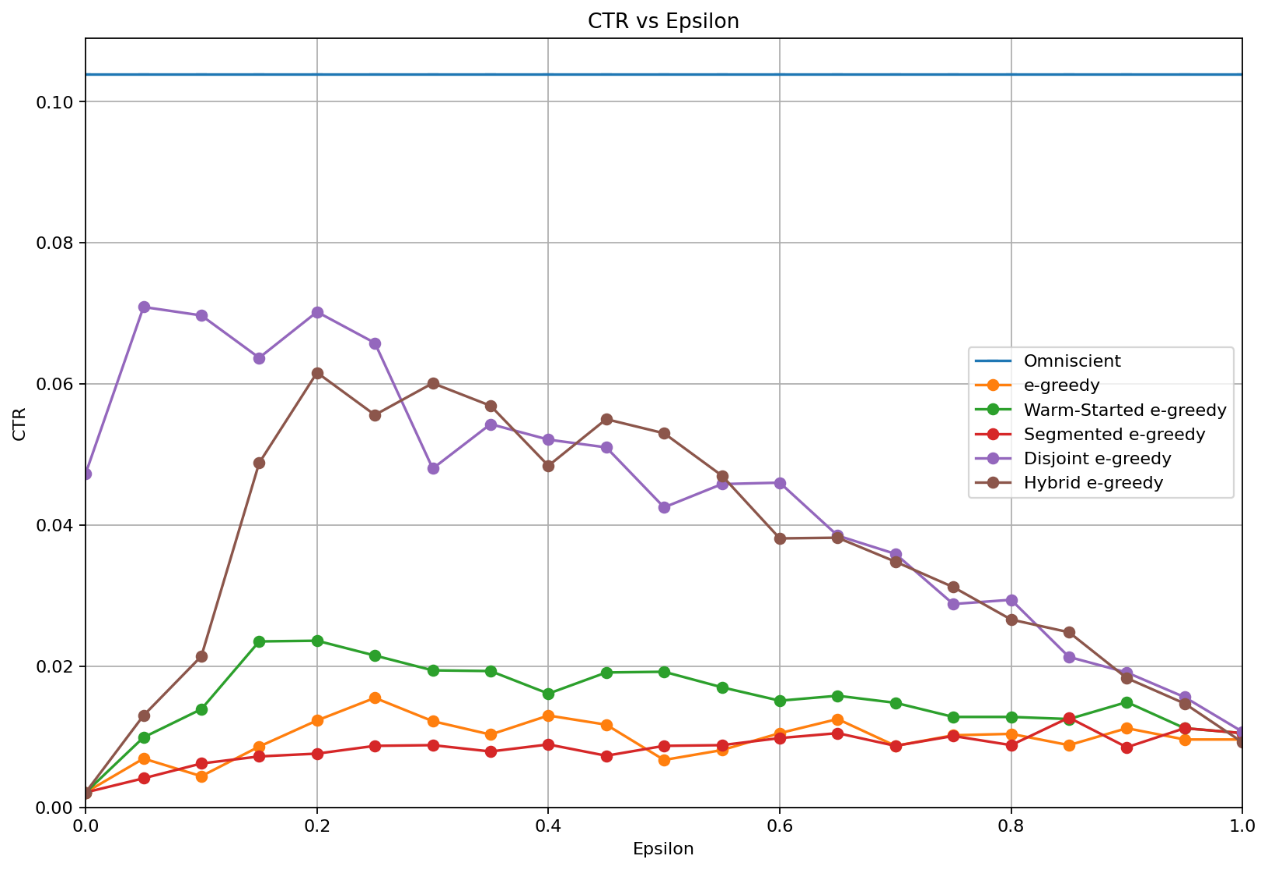 CTR vs Epsilon
CTR
0.10
0.08
0.06
0.04
0.02
0.00
Omniscient
e-greedy
Warm-Started e-greedy
Segmented e-greedy
Disjoint e-greedy
Hybrid e-greedy
0.0 0.2 0.4 0.6 0.8 1.0
Epsilon